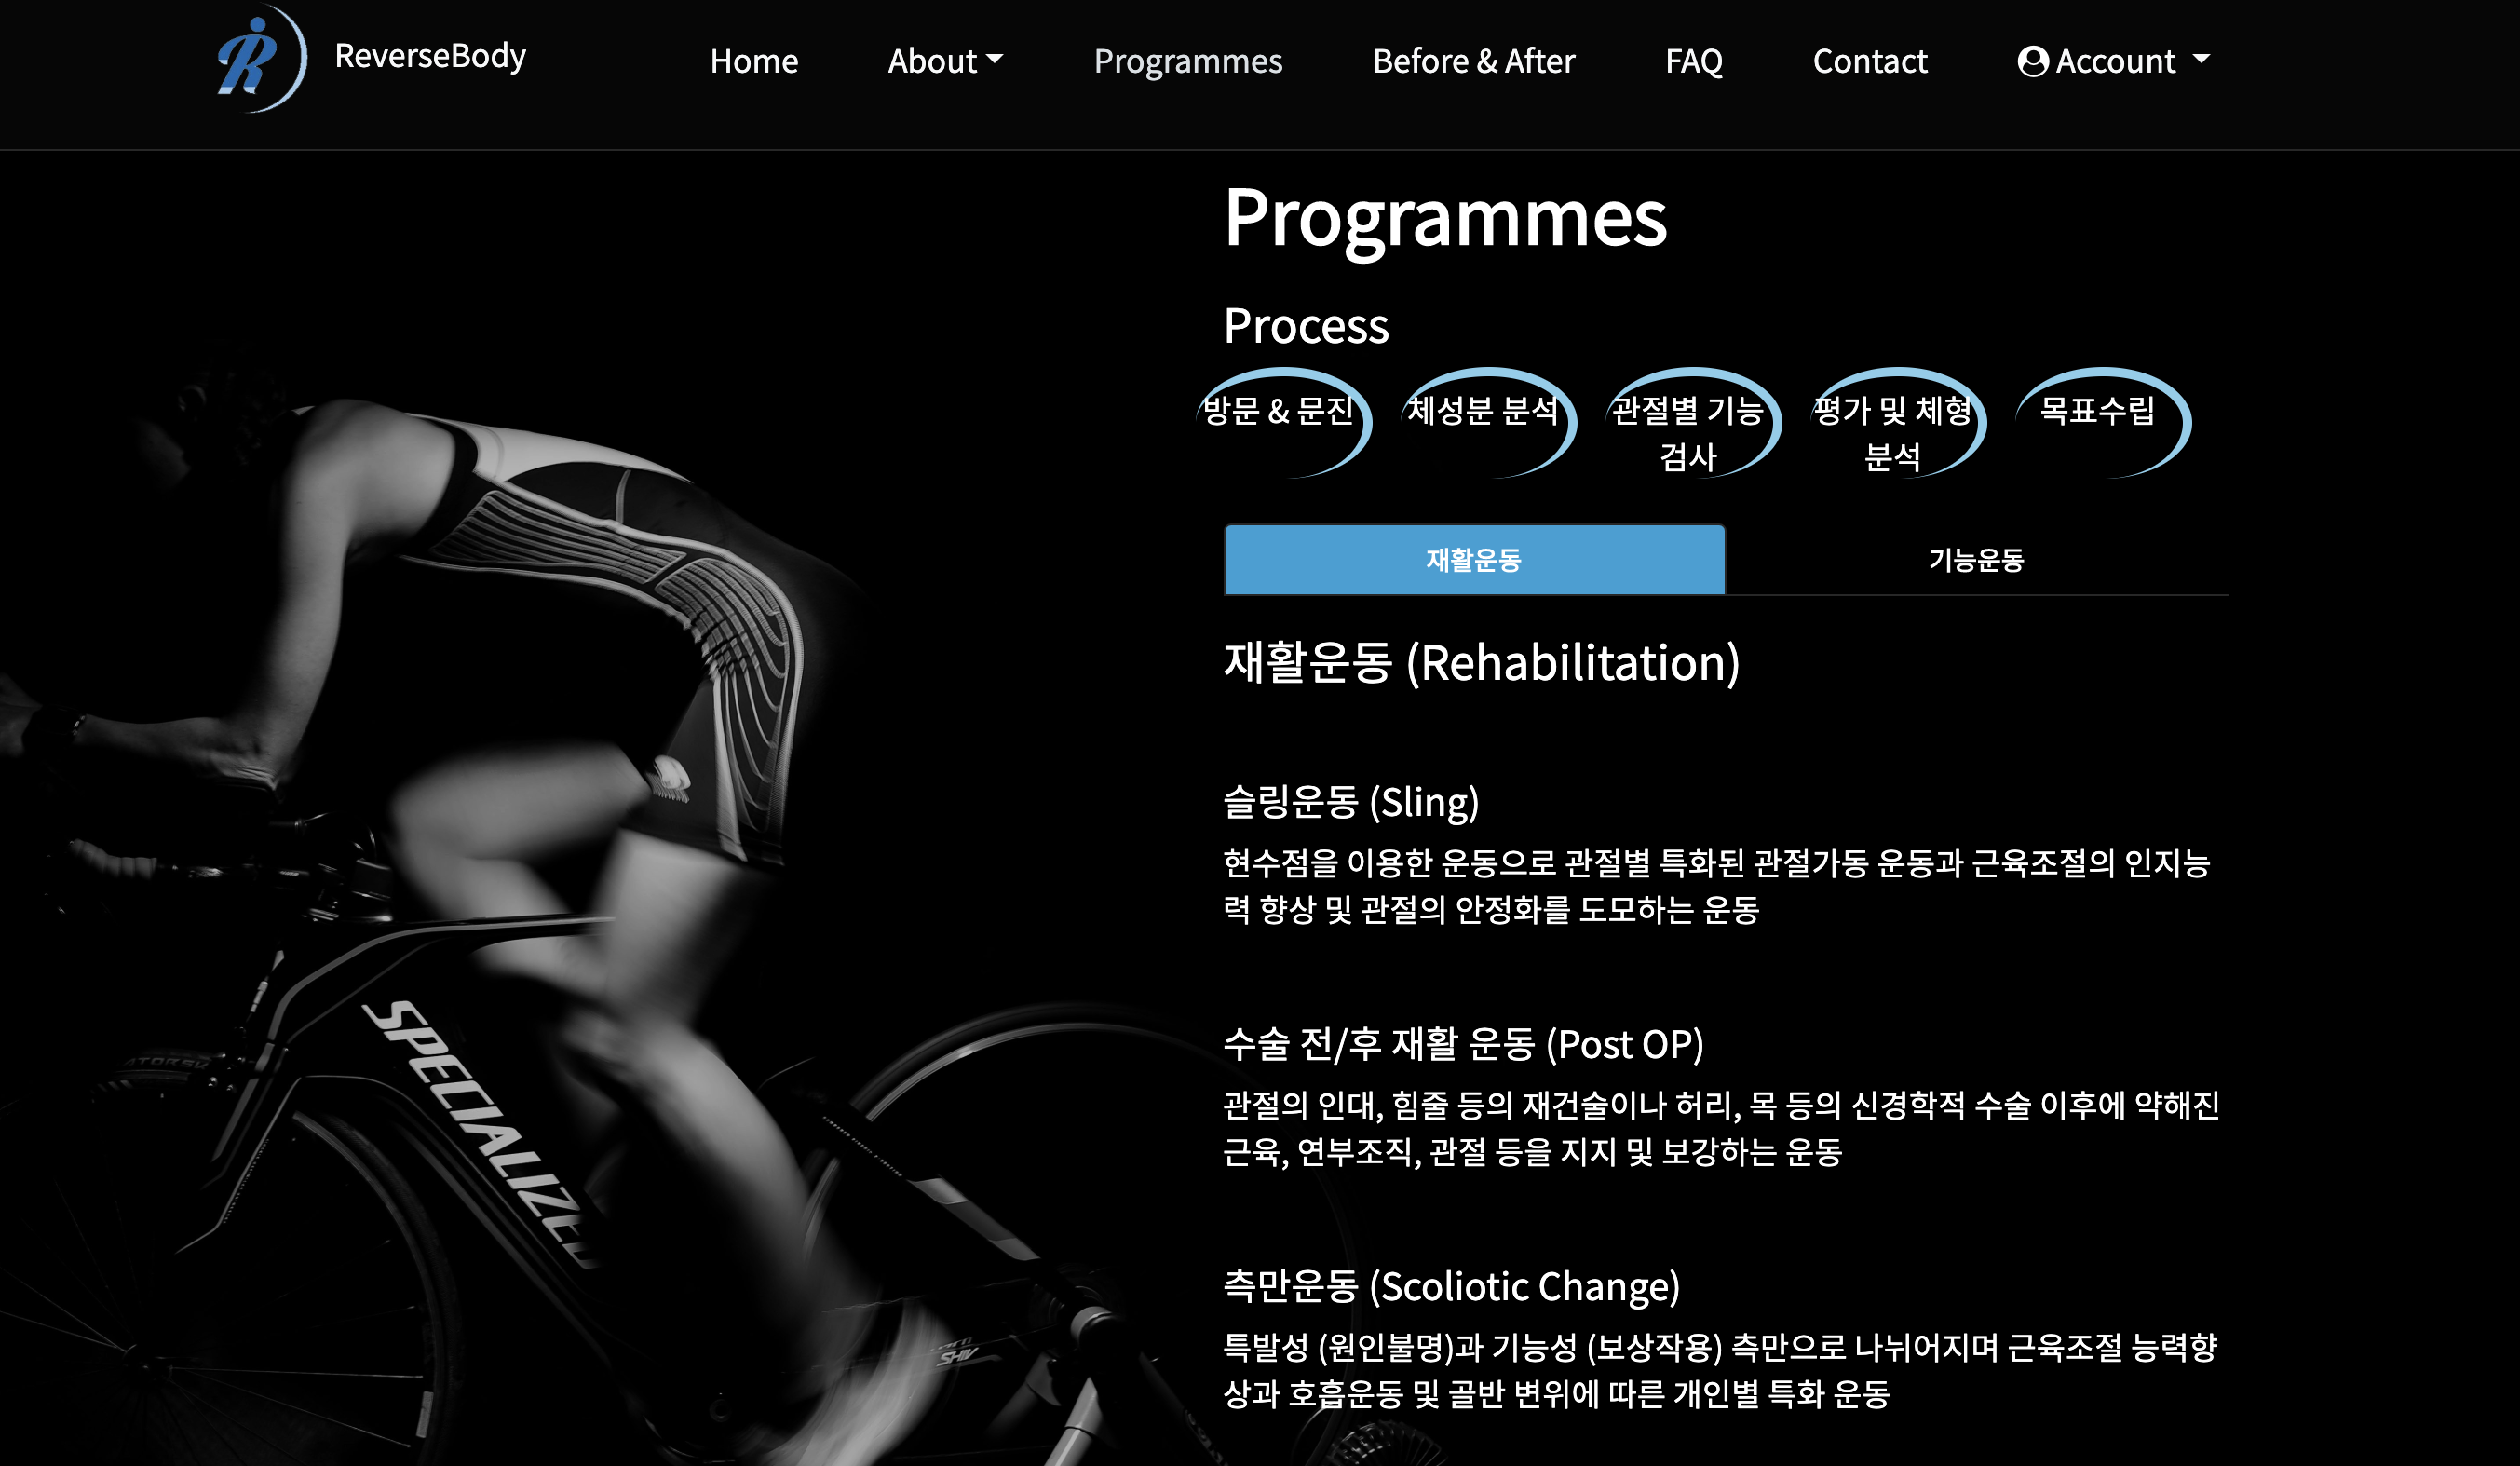 ReverseBody
Home
About
Programmes
Before & After
FAQ
Contact
Account
Programmes
Process
방문 & 문진
체성분 분석
관절별 기능
검사
평가 및 체형
분석
목표수립
재활운동
기능운동
재활운동 (Rehabilitation)
슬링운동 (Sling)
현수점을 이용한 운동으로 관절별 특화된 관절가동 운동과 근육조절의 인지능
력 향상 및 관절의 안정화를 도모하는 운동
수술 전/후 재활 운동 (Post OP)
관절의 인대, 힘줄 등의 재건술이나 허리, 목 등의 신경학적 수술 이후에 약해진
근육, 연부조직, 관절 등을 지지 및 보강하는 운동
측만운동 (Scoliotic Change)
특발성 (원인불명)과 기능성 (보상작용) 측만으로 나뉘어지며 근육조절 능력향
상과 호흡운동 및 골반 변위에 따른 개인별 특화 운동
SPECIALIZED
SHIV